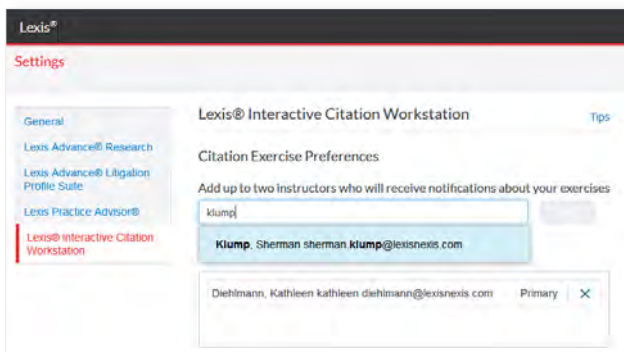 Lexis®
Settings
General
Lexis Advance® Research
Lexis Advance® Litigation
Profile Suite
Lexis Practice Advisor®
Lexis® Interactive Citation
Workstation
Lexis® Interactive Citation Workstation
Tips
Citation Exercise Preferences
Add up to two instructors who will receive notifications about your exercises
klump
Klump, Sherman sherman.klump@lexisnexis.com
Diehlmann, Kathleen kathleen.diehlmann@lexisnexis.com Primary X